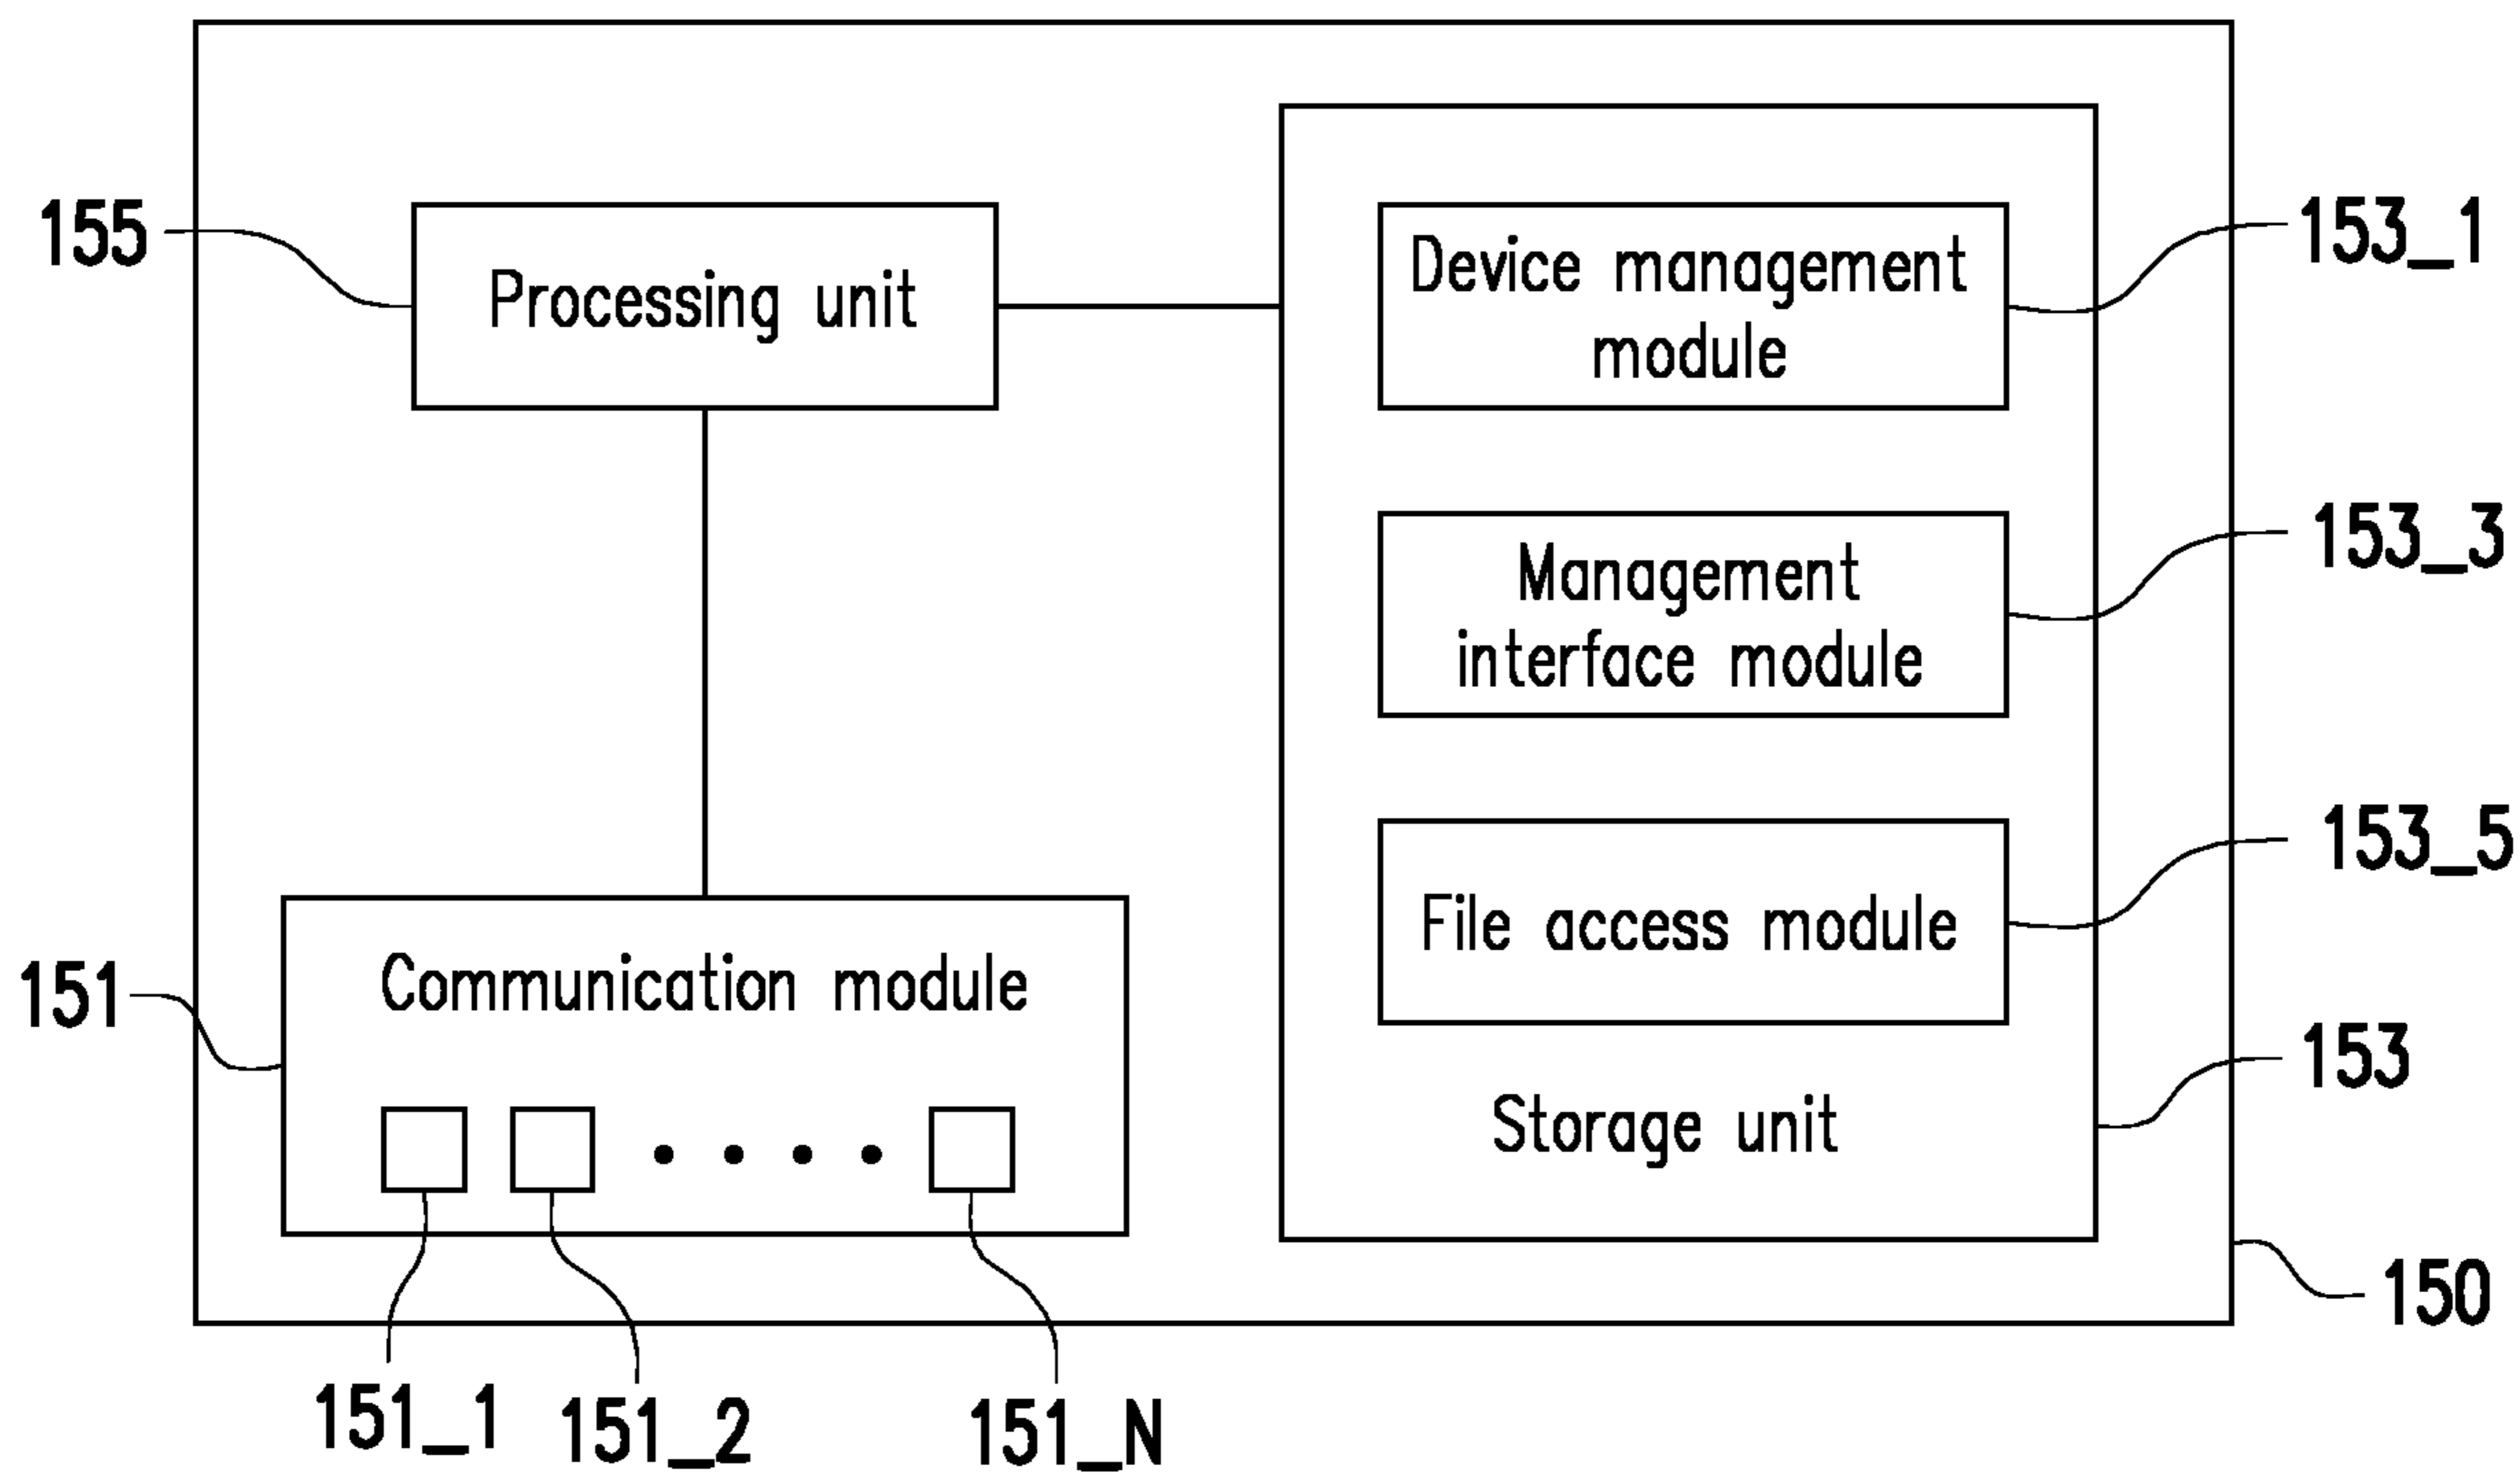 155
Processing unit
Device management
module
153_1
Management
interface module
153_3
File access module
153_5
151
Communication module
Storage unit
153
150
151_1
151_2
151_N